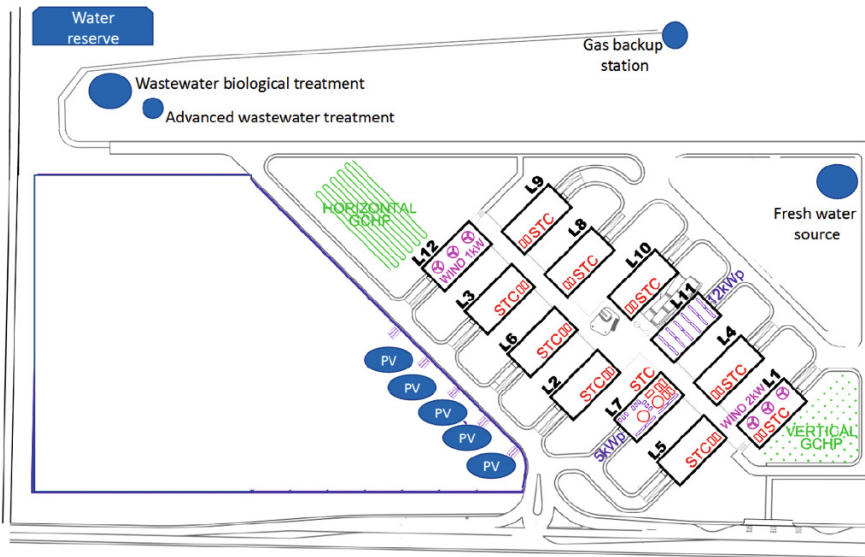 Water
reserve
Gas backup
station
Wastewater biological treatment
Advanced wastewater treatment
Fresh water
source
HORIZONTAL
GCHP
L9
STC
L8
STC
L12
WIND 1kW
L10
STC
L3
STC
L11
12kWp
L6
STC
L4
STC
L2
STC
L7
STC
5kWp
WIND 2kW
L1
STC
L5
STC
VERTICAL
GCHP
PV
PV
PV
PV
PV